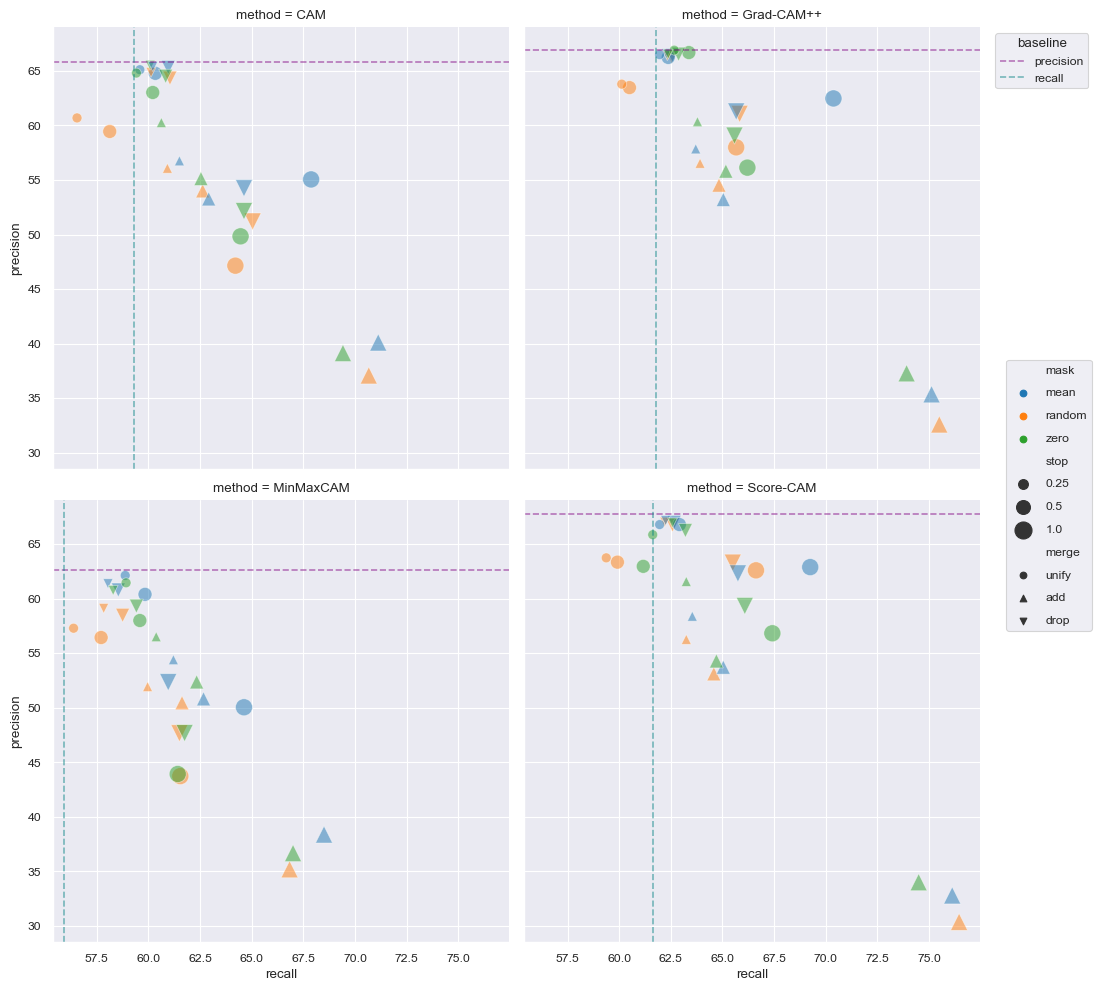 method = CAM
method = Grad-CAM++
precision
65
60
55
50
45
40
35
30
baseline
precision
recall
method = MinMaxCAM
method = Score-CAM
mask
mean
random
zero
stop
0.25
0.5
1.0
merge
unify
add
drop
precision
65
60
55
50
45
40
35
30
57.5 60.0 62.5 65.0 67.5 70.0 72.5 75.0
57.5 60.0 62.5 65.0 67.5 70.0 72.5 75.0
recall
recall